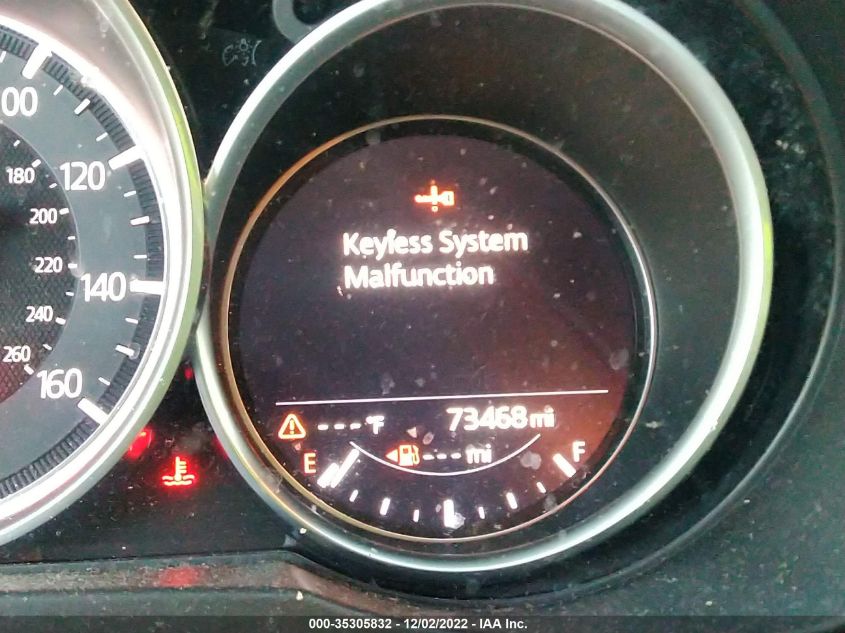 Keyless System
Malfunction
--- °F
73468 mi
E
--- mi
F
00
120
140
160
180
200
220
240
260
000-35305832 - 12/02/2022 - IAA Inc.